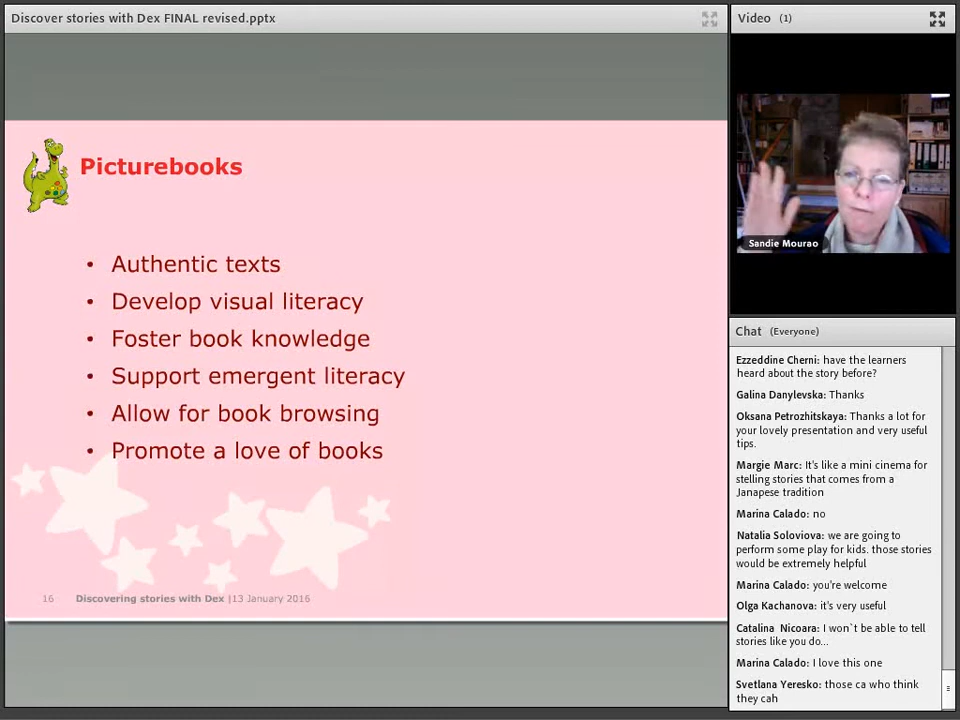 Discover stories with Dex FINAL revised.pptx
Picturebooks
• Authentic texts
• Develop visual literacy
• Foster book knowledge
• Support emergent literacy
• Allow for book browsing
• Promote a love of books
16 Discovering stories with Dex |13 January 2016
Video (1)
Sandie Mourao
Chat (Everyone)
Ezzeddine Cherni: have the learners
heard about the story before?
Galina Danylevska: Thanks
Oksana Petrozhitskaya: Thanks a lot for
your lovely presentation and very useful
tips.
Margie Marc: It's like a mini cinema for
stelling stories that comes from a
Janapese tradition
Marina Calado: no
Natalia Soloviova: we are going to
perform some play for kids. those stories
would be extremely helpful
Marina Calado: you're welcome
Olga Kachanova: it's very useful
Catalina Nicoara: I won`t be able to tell
stories like you do...
Marina Calado: I love this one
Svetlana Yeresko: those ca who think
they cah